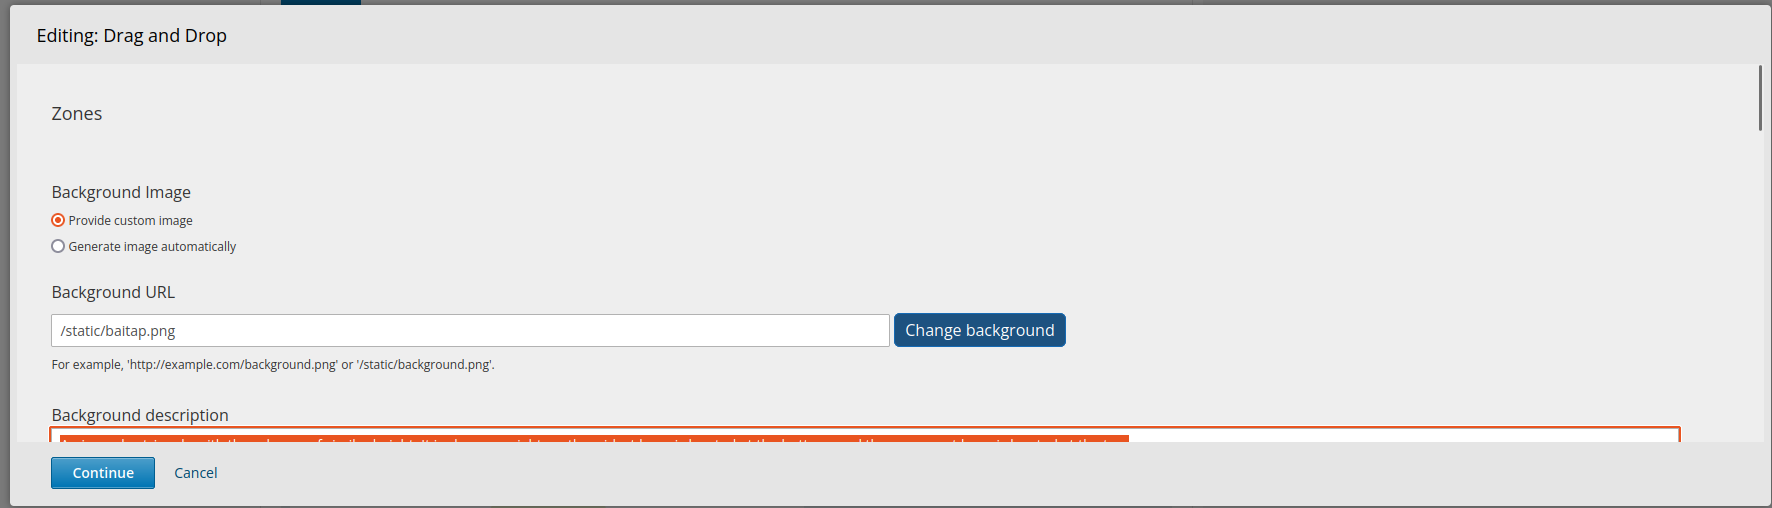 Editing: Drag and Drop
Zones
Background Image
Provide custom image
Generate image automatically
Background URL
/static/baitap.png
Change background
For example, 'http://example.com/background.png' or '/static/background.png'.
Background description
Continue
Cancel